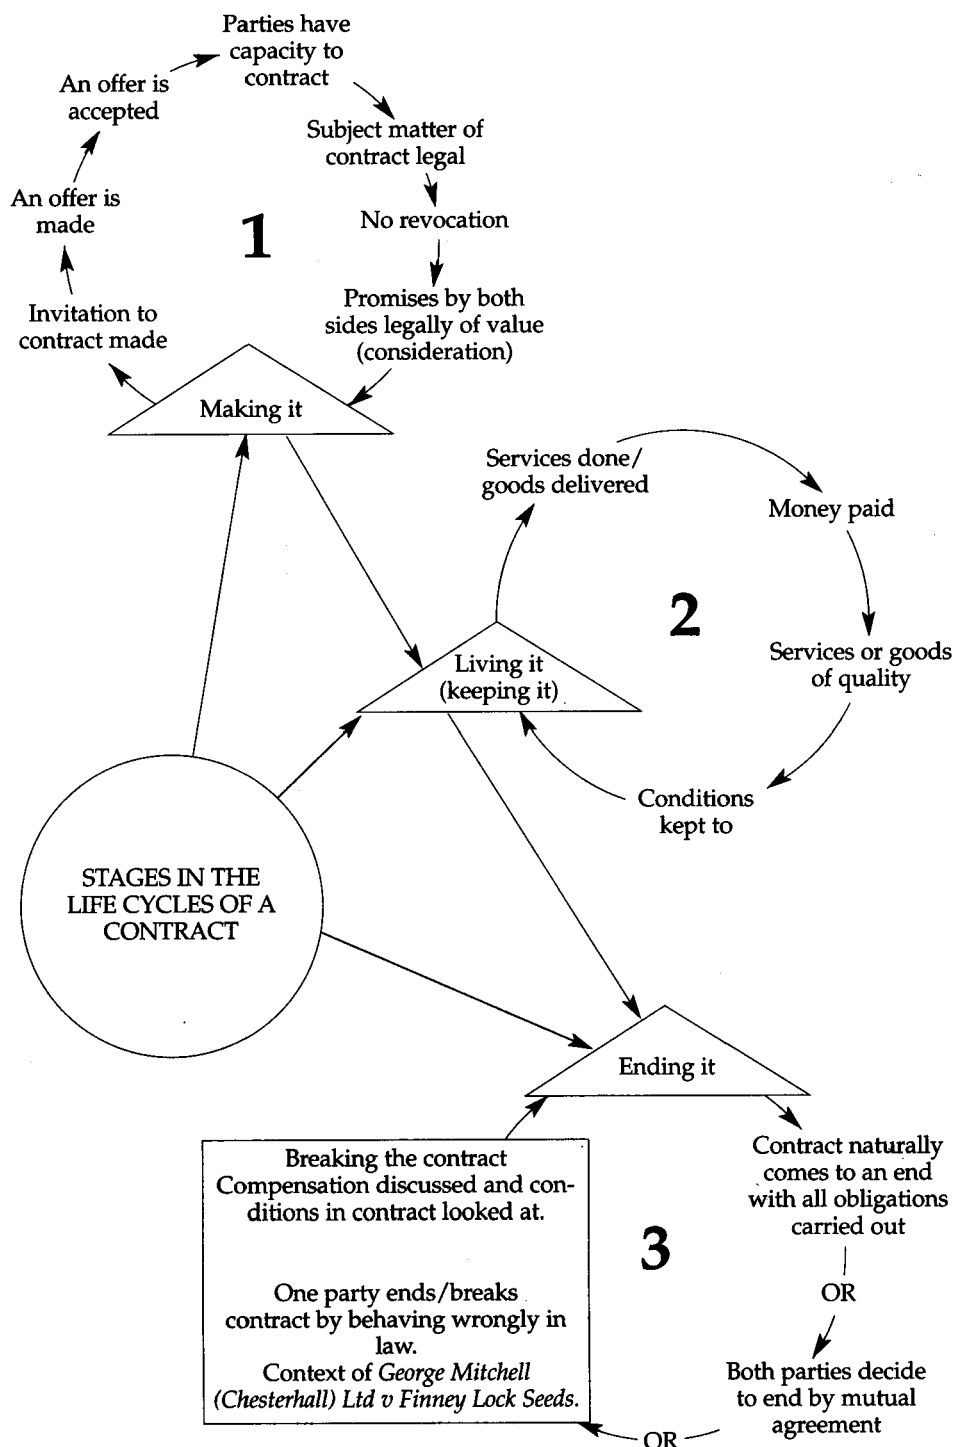 Parties have
capacity to
contract
An offer is
accepted
Subject matter of
contract legal
An offer is
made
1
No revocation
Invitation to
contract made
Promises by both
sides legally of value
(consideration)
Making it
Services done/
goods delivered
Money paid
2
Services or goods
of quality
Living it
(keeping it)
Conditions
kept to
STAGES IN THE
LIFE CYCLES OF A
CONTRACT
Ending it
Contract naturally
comes to an end
with all obligations
carried out
OR
Both parties decide
to end by mutual
agreement
OR
3
Breaking the contract
Compensation discussed and con-
ditions in contract looked at.
One party ends/breaks
contract by behaving wrongly in
law.
Context of George Mitchell
(Chesterhall) Ltd v Finney Lock Seeds.